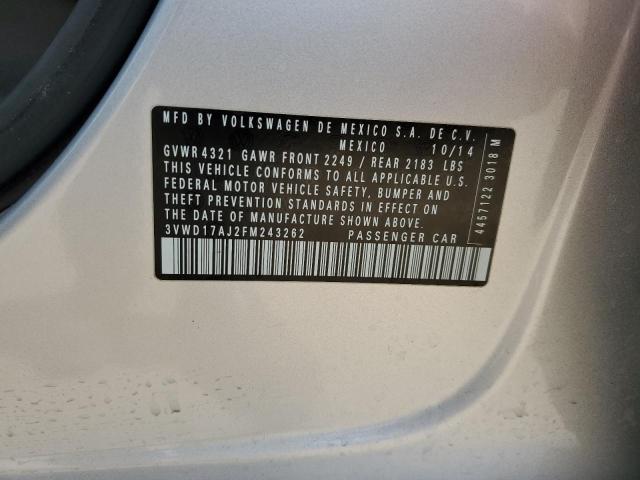 MFD BY VOLKSWAGEN DE MEXICO S.A. DE C.V.
MEXICO 10/14
GVWR 4321 GAWR FRONT 2249 / REAR 2183 LBS
THIS VEHICLE CONFORMS TO ALL APPLICABLE U.S.
FEDERAL MOTOR VEHICLE SAFETY, BUMPER AND
THEFT PREVENTION STANDARDS IN EFFECT ON
THE DATE OF MANUFACTURE SHOWN ABOVE.
3VWD17AJ2FM243262 PASSENGER CAR
4457122 3018 M